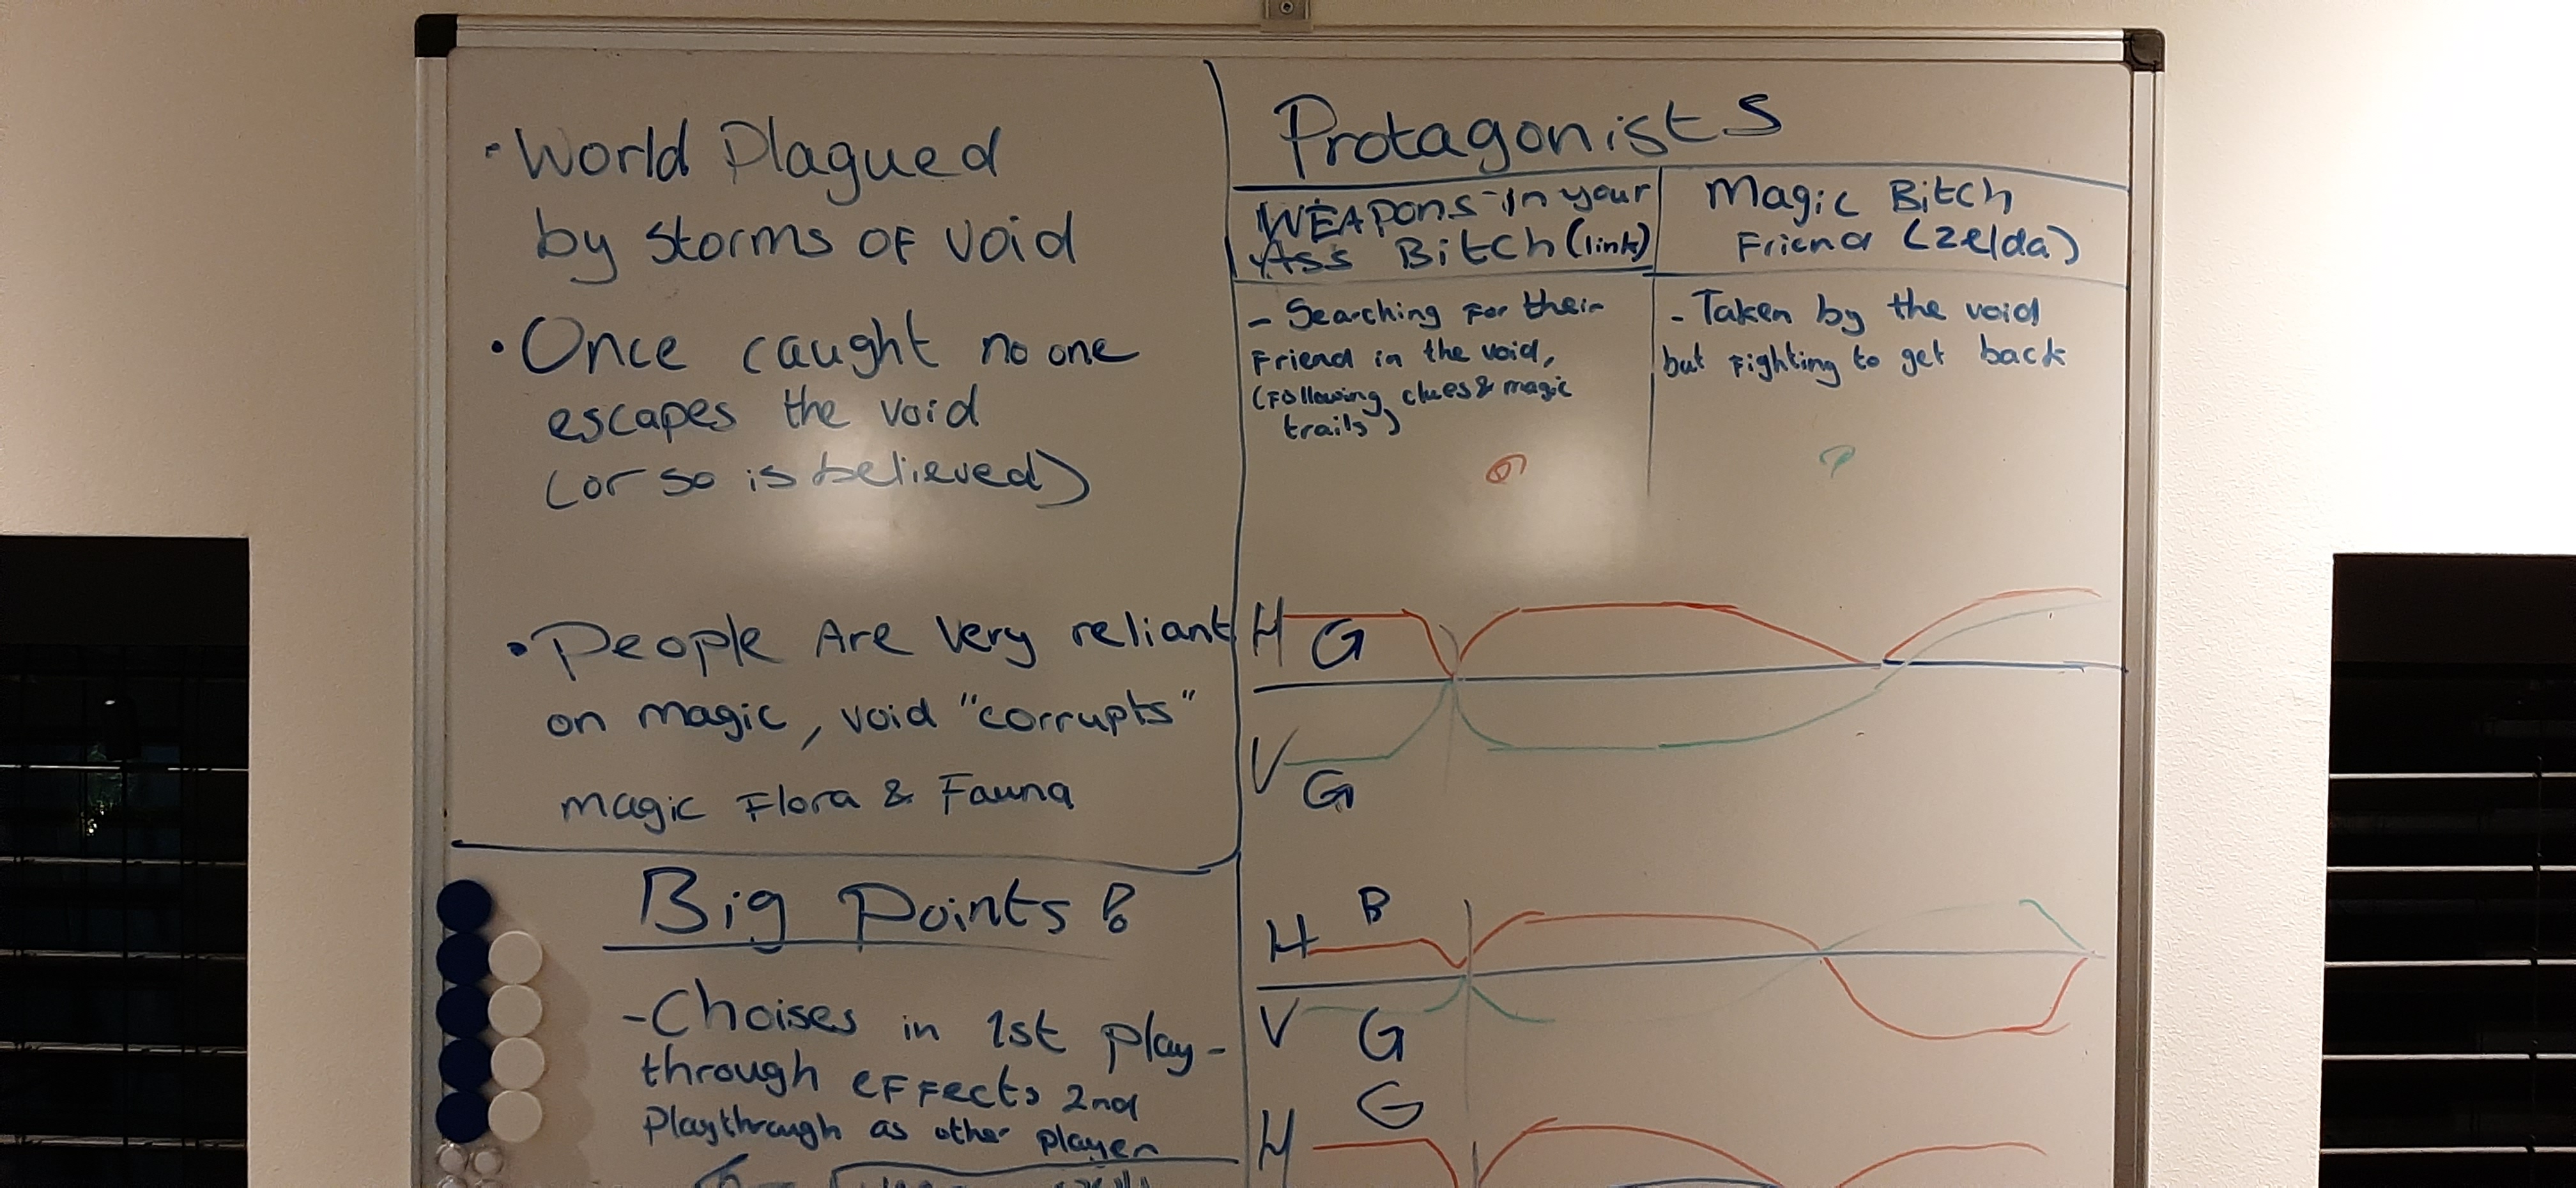 • World Plagued
by storms of void
• Once caught no one
escapes the void
(or so is believed)
• People Are very reliant
on magic, void "corrupts"
magic Flora & Fauna
Big Points:
- Choises in 1st play-
through effects 2nd
Playthrough as other player
Protagonists
WEAPONS-in your
Ass Bitch (link)
Magic Bitch
Friend (Zelda)
- Searching for their
Friend in the void,
(Following clues & magic
trails)
- Taken by the void
but fighting to get back
H G
V G
H B
V G
H G